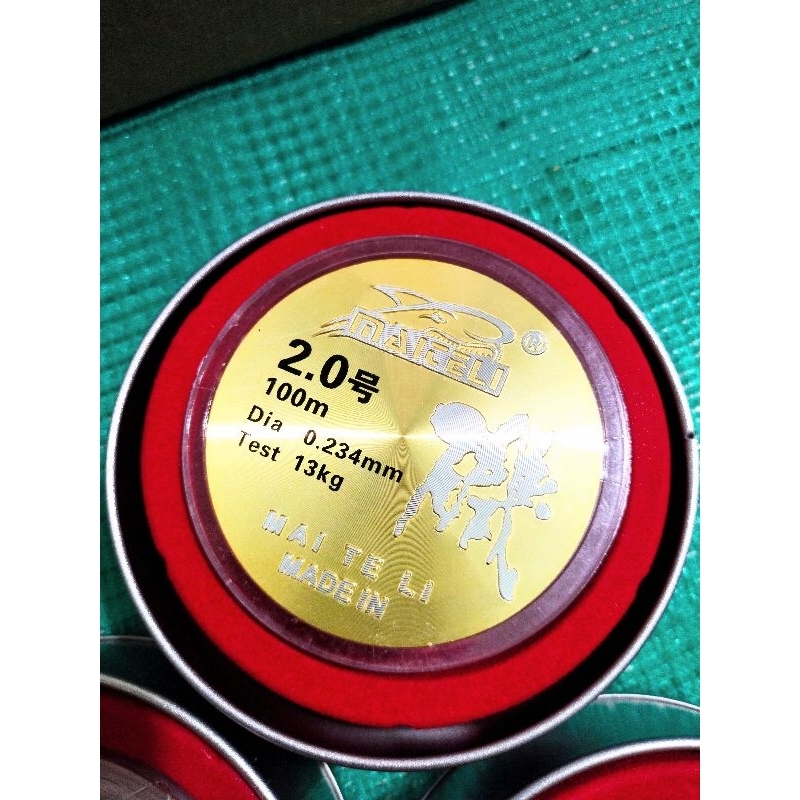 MAITELI
®
2.0号
100m
Dia 0.234mm
Test 13kg
MAI TE LI
MADE IN